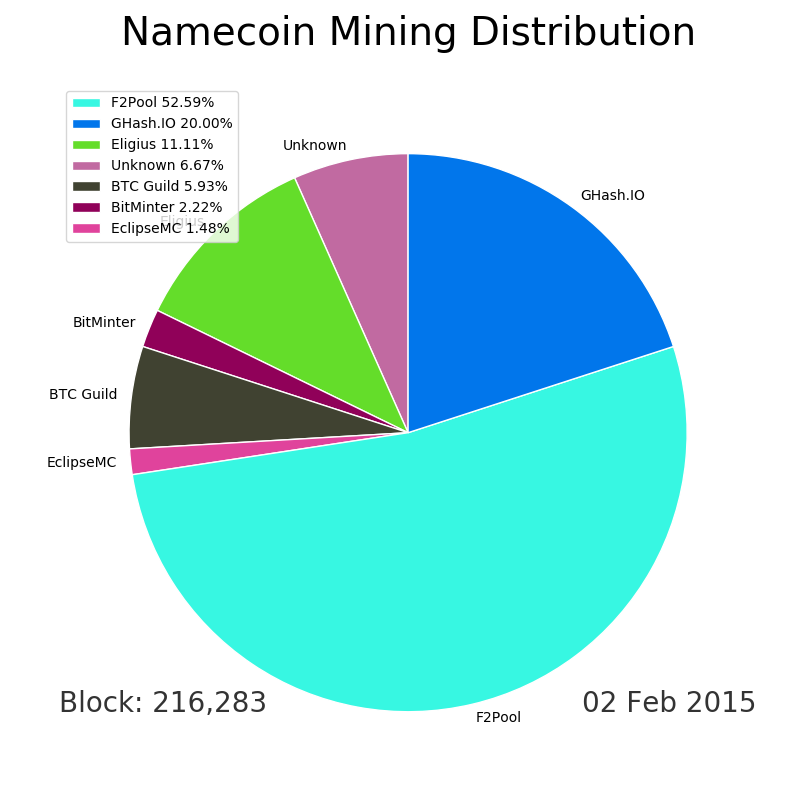 Namecoin Mining Distribution
F2Pool 52.59%
GHash.IO 20.00%
Eligius 11.11%
Unknown 6.67%
BTC Guild 5.93%
BitMinter 2.22%
EclipseMC 1.48%
Unknown
GHash.IO
Eligius
BitMinter
BTC Guild
EclipseMC
F2Pool
Block: 216,283
02 Feb 2015